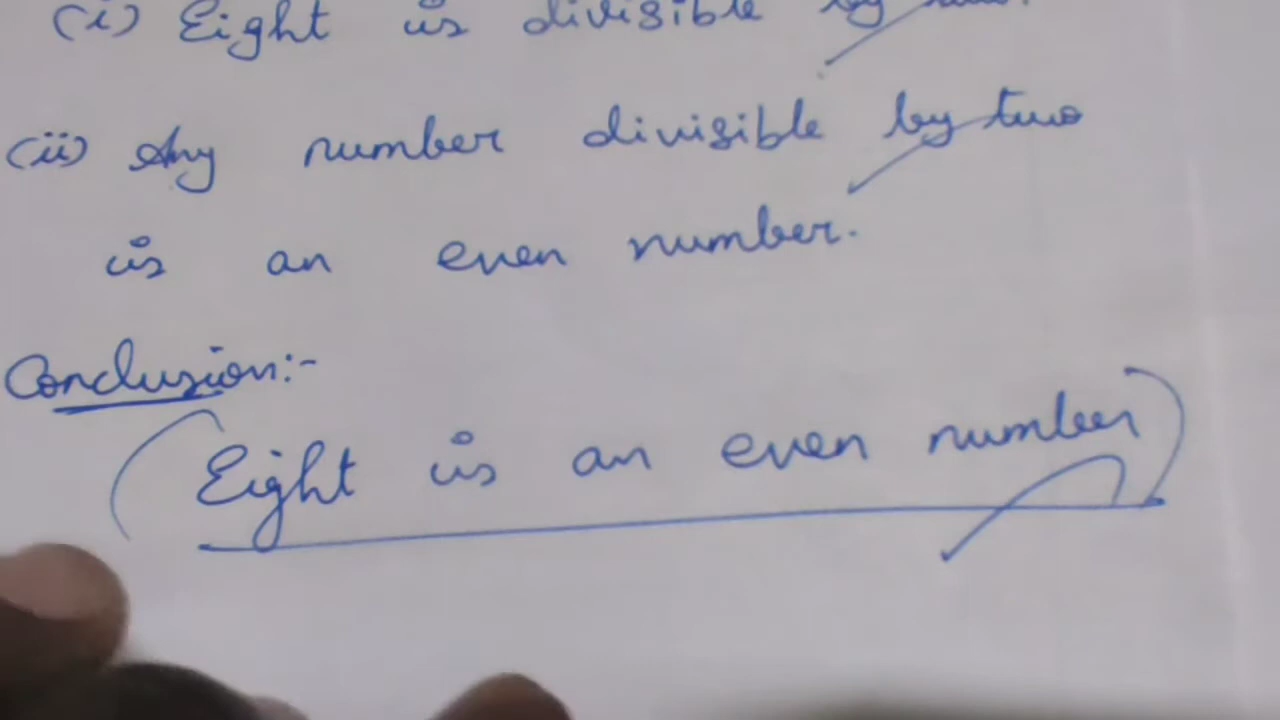 (i) Eight is divisible by
(ii) Any number divisible by two
is an even number.
Conclusion:-
(Eight is an even number)